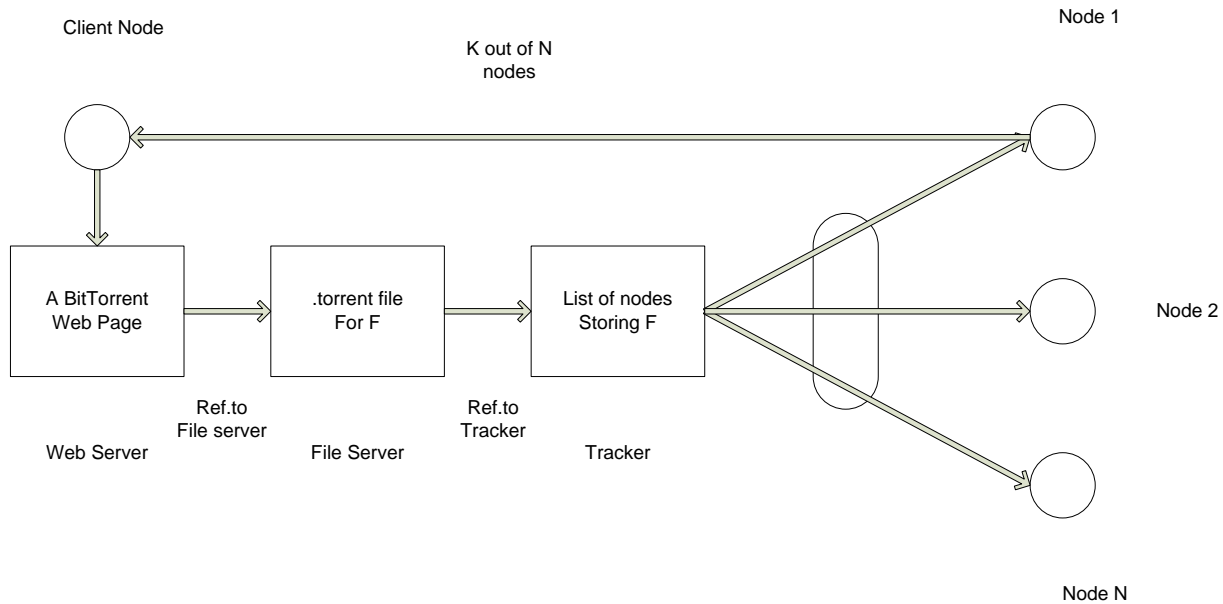 Client Node
Node 1
K out of N
nodes
A BitTorrent
Web Page
.torrent file
For F
List of nodes
Storing F
Node 2
Ref.to
File server
Ref.to
Tracker
Web Server
File Server
Tracker
Node N